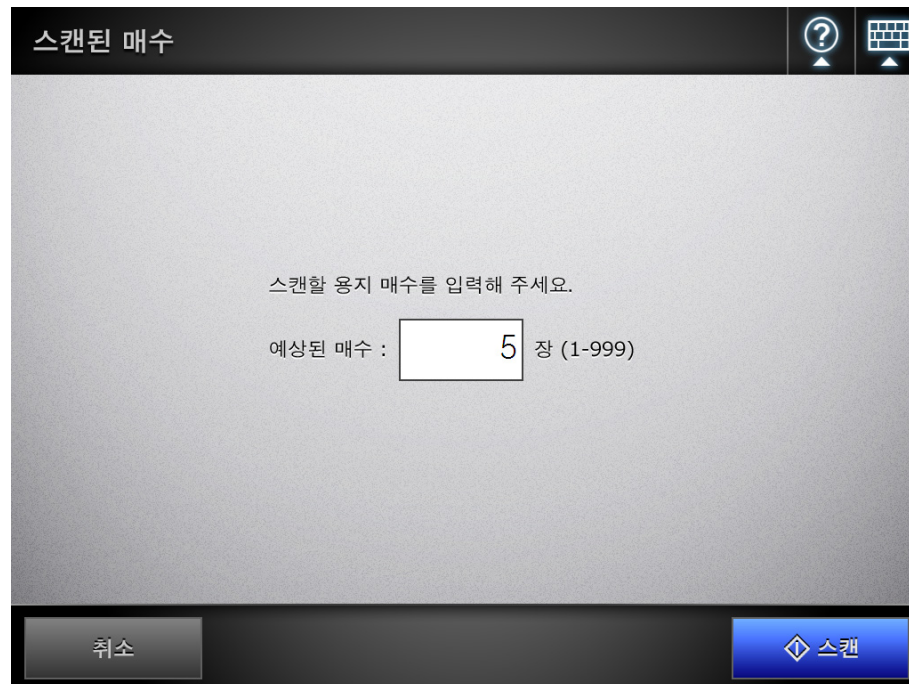 스캔된 매수
스캔할 용지 매수를 입력해 주세요.
예상된 매수 : 5 장 (1-999)
취소
스캔